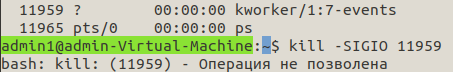 11959 ?        00:00:00 kworker/1:7-events
11965 pts/0    00:00:00 ps
admin1@admin-Virtual-Machine:~$ kill -SIGIO 11959
bash: kill: (11959) - Операция не позволена